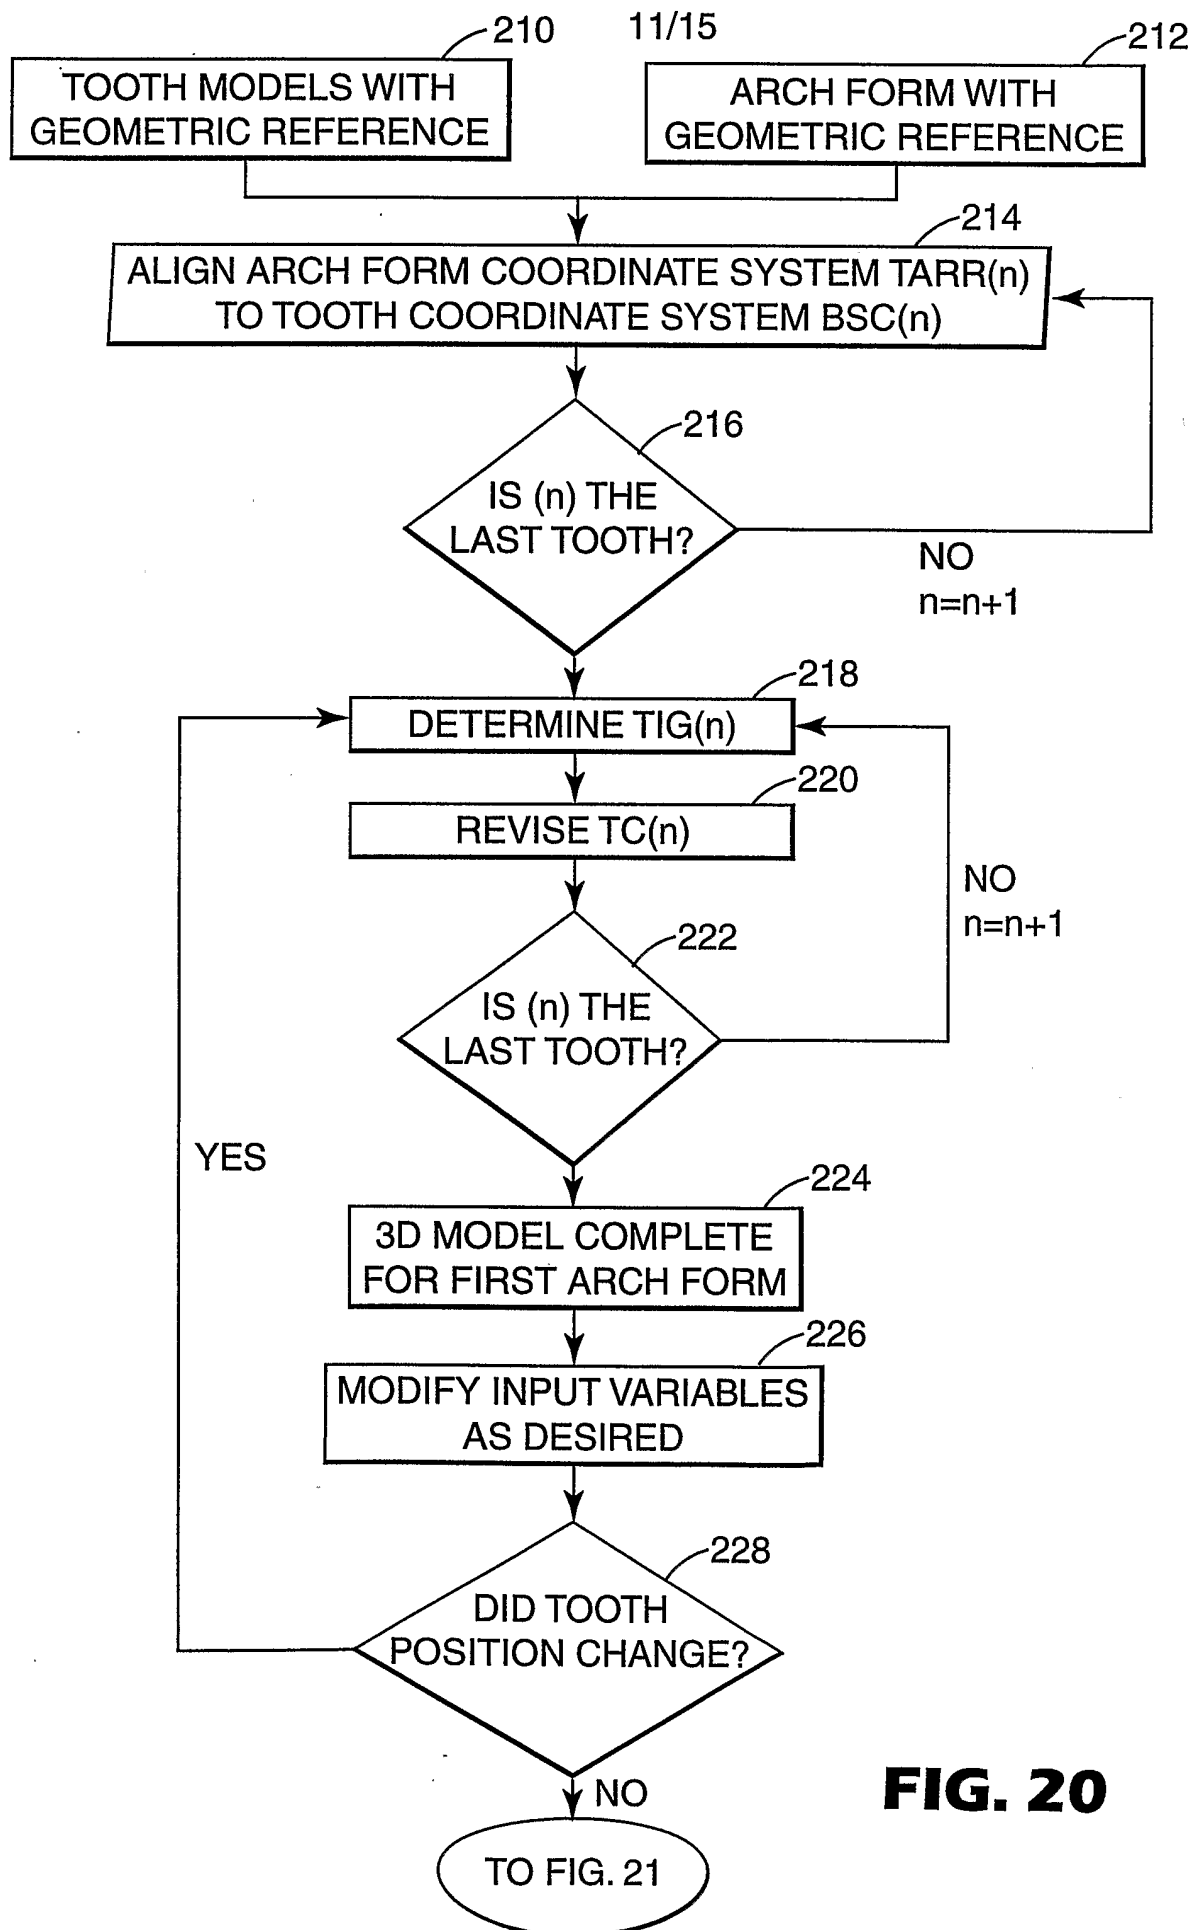 11/15
210
212
TOOTH MODELS WITH
GEOMETRIC REFERENCE
ARCH FORM WITH
GEOMETRIC REFERENCE
214
ALIGN ARCH FORM COORDINATE SYSTEM TARR(n)
TO TOOTH COORDINATE SYSTEM BSC(n)
216
IS (n) THE
LAST TOOTH?
NO
n=n+1
218
DETERMINE TIG(n)
220
REVISE TC(n)
NO
n=n+1
222
IS (n) THE
LAST TOOTH?
YES
224
3D MODEL COMPLETE
FOR FIRST ARCH FORM
226
MODIFY INPUT VARIABLES
AS DESIRED
228
DID TOOTH
POSITION CHANGE?
NO
TO FIG. 21
FIG. 20